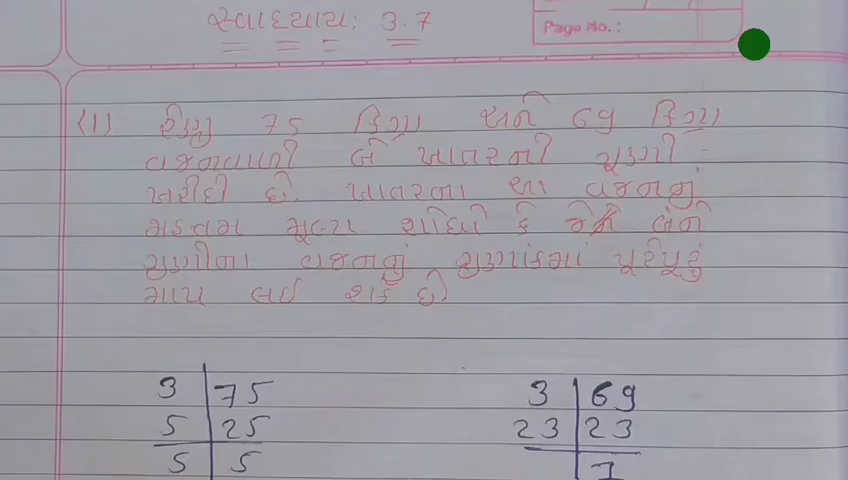 સ્વાધ્યાય: 3.7
Page No.:
(1) રેણુ 75 કિગ્રા અને 69 કિગ્રા
વજનવાળી બે ખાતરની ગુણી
ખરીદી છે. ખાતરના આ વજનનું
મહત્તમ મૂલ્ય શોધો કે જે બંને
ગુણીના વજનનું ગુણાંકમાં પૂરેપૂરું
માપ લઈ શકે છે
3 | 75
5 | 25
5 | 5
3 | 69
23 | 23
1